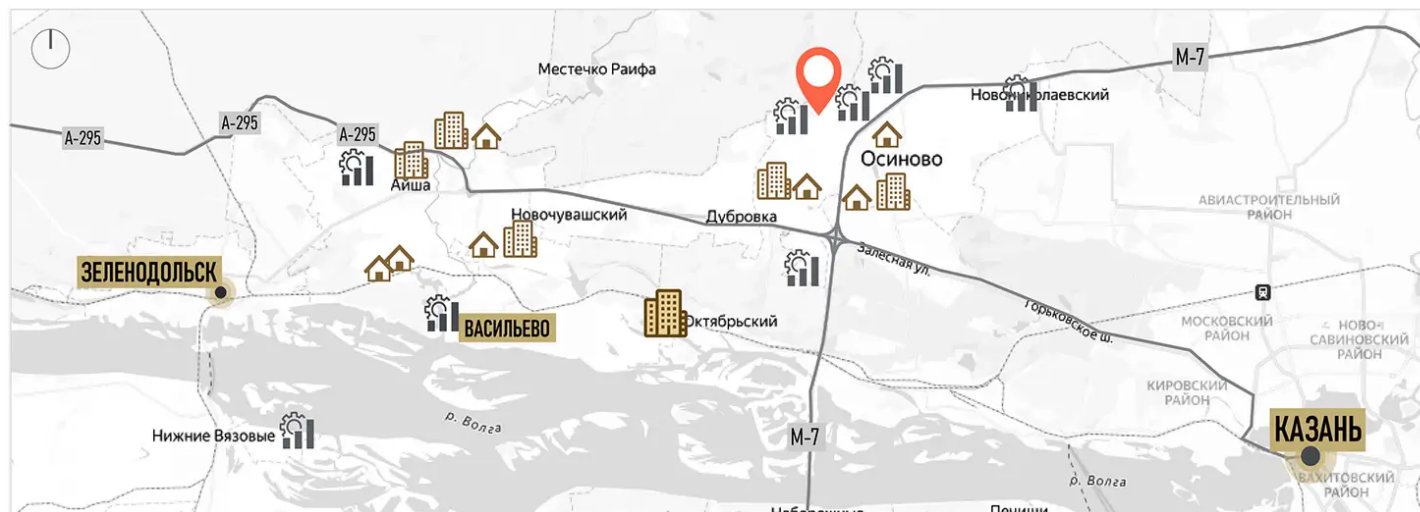 М-7
Местечко Раифа
Новониколаевский
А-295
А-295
А-295
Осиново
Айша
АВИАСТРОИТЕЛЬНЫЙ
РАЙОН
Новочувашский
Дубровка
Залесная ул.
ЗЕЛЕНОДОЛЬСК
Горьковское ш.
ВАСИЛЬЕВО
Октябрьский
МОСКОВСКИЙ
РАЙОН
НОВО-
САВИНОВСКИЙ
РАЙОН
КИРОВСКИЙ
РАЙОН
р. Волга
Нижние Вязовые
М-7
КАЗАНЬ
р. Волга
ВАХИТОВСКИЙ
РАЙОН